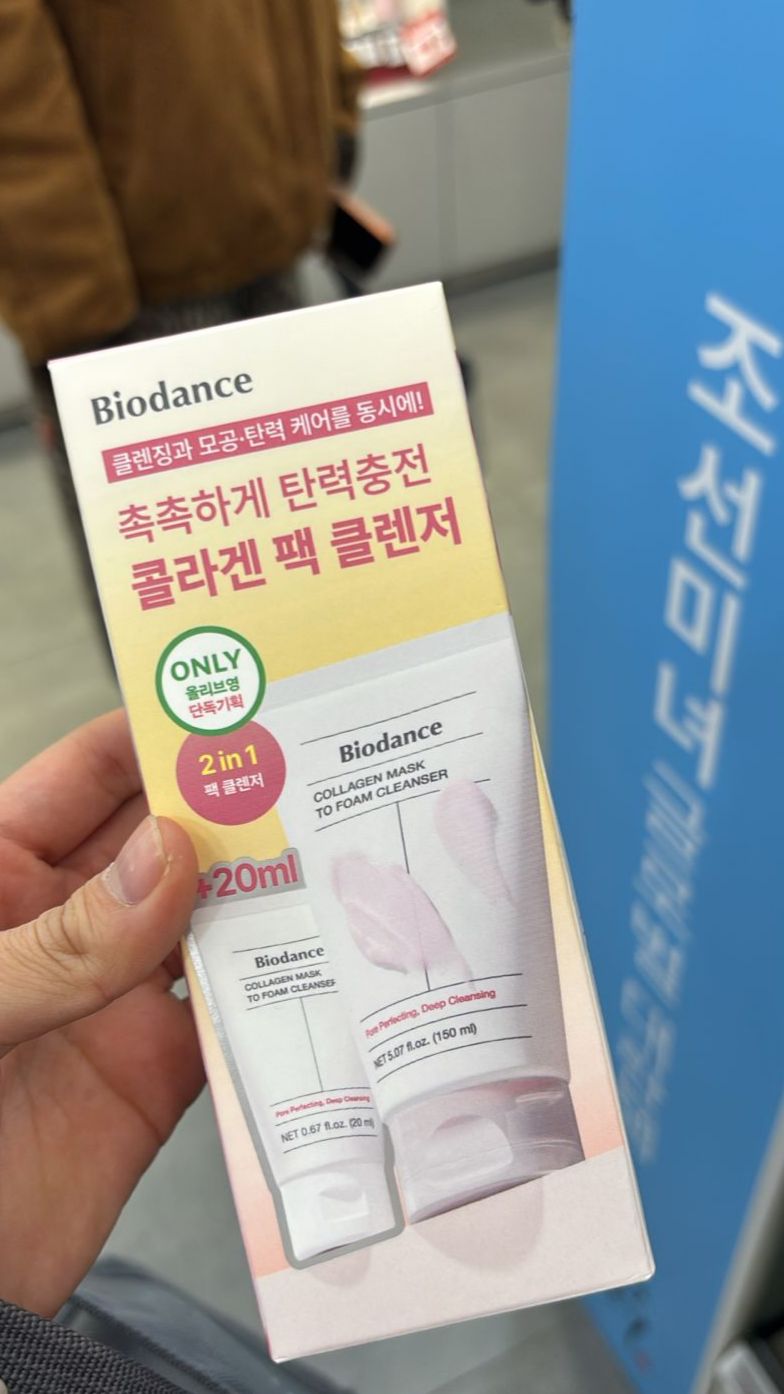 Biodance
클렌징과 모공·탄력 케어를 동시에!
촉촉하게 탄력충전
콜라겐 팩 클렌저
ONLY
올리브영
단독기획
2 in 1
팩 클렌저
+20ml
Biodance
COLLAGEN MASK
TO FOAM CLEANSER
Pore Perfecting, Deep Cleansing
NET 5.07 fl.oz. (150 ml)
Biodance
COLLAGEN MASK
TO FOAM CLEANSER
Pore Perfecting, Deep Cleansing
NET 0.67 fl.oz. (20 ml)